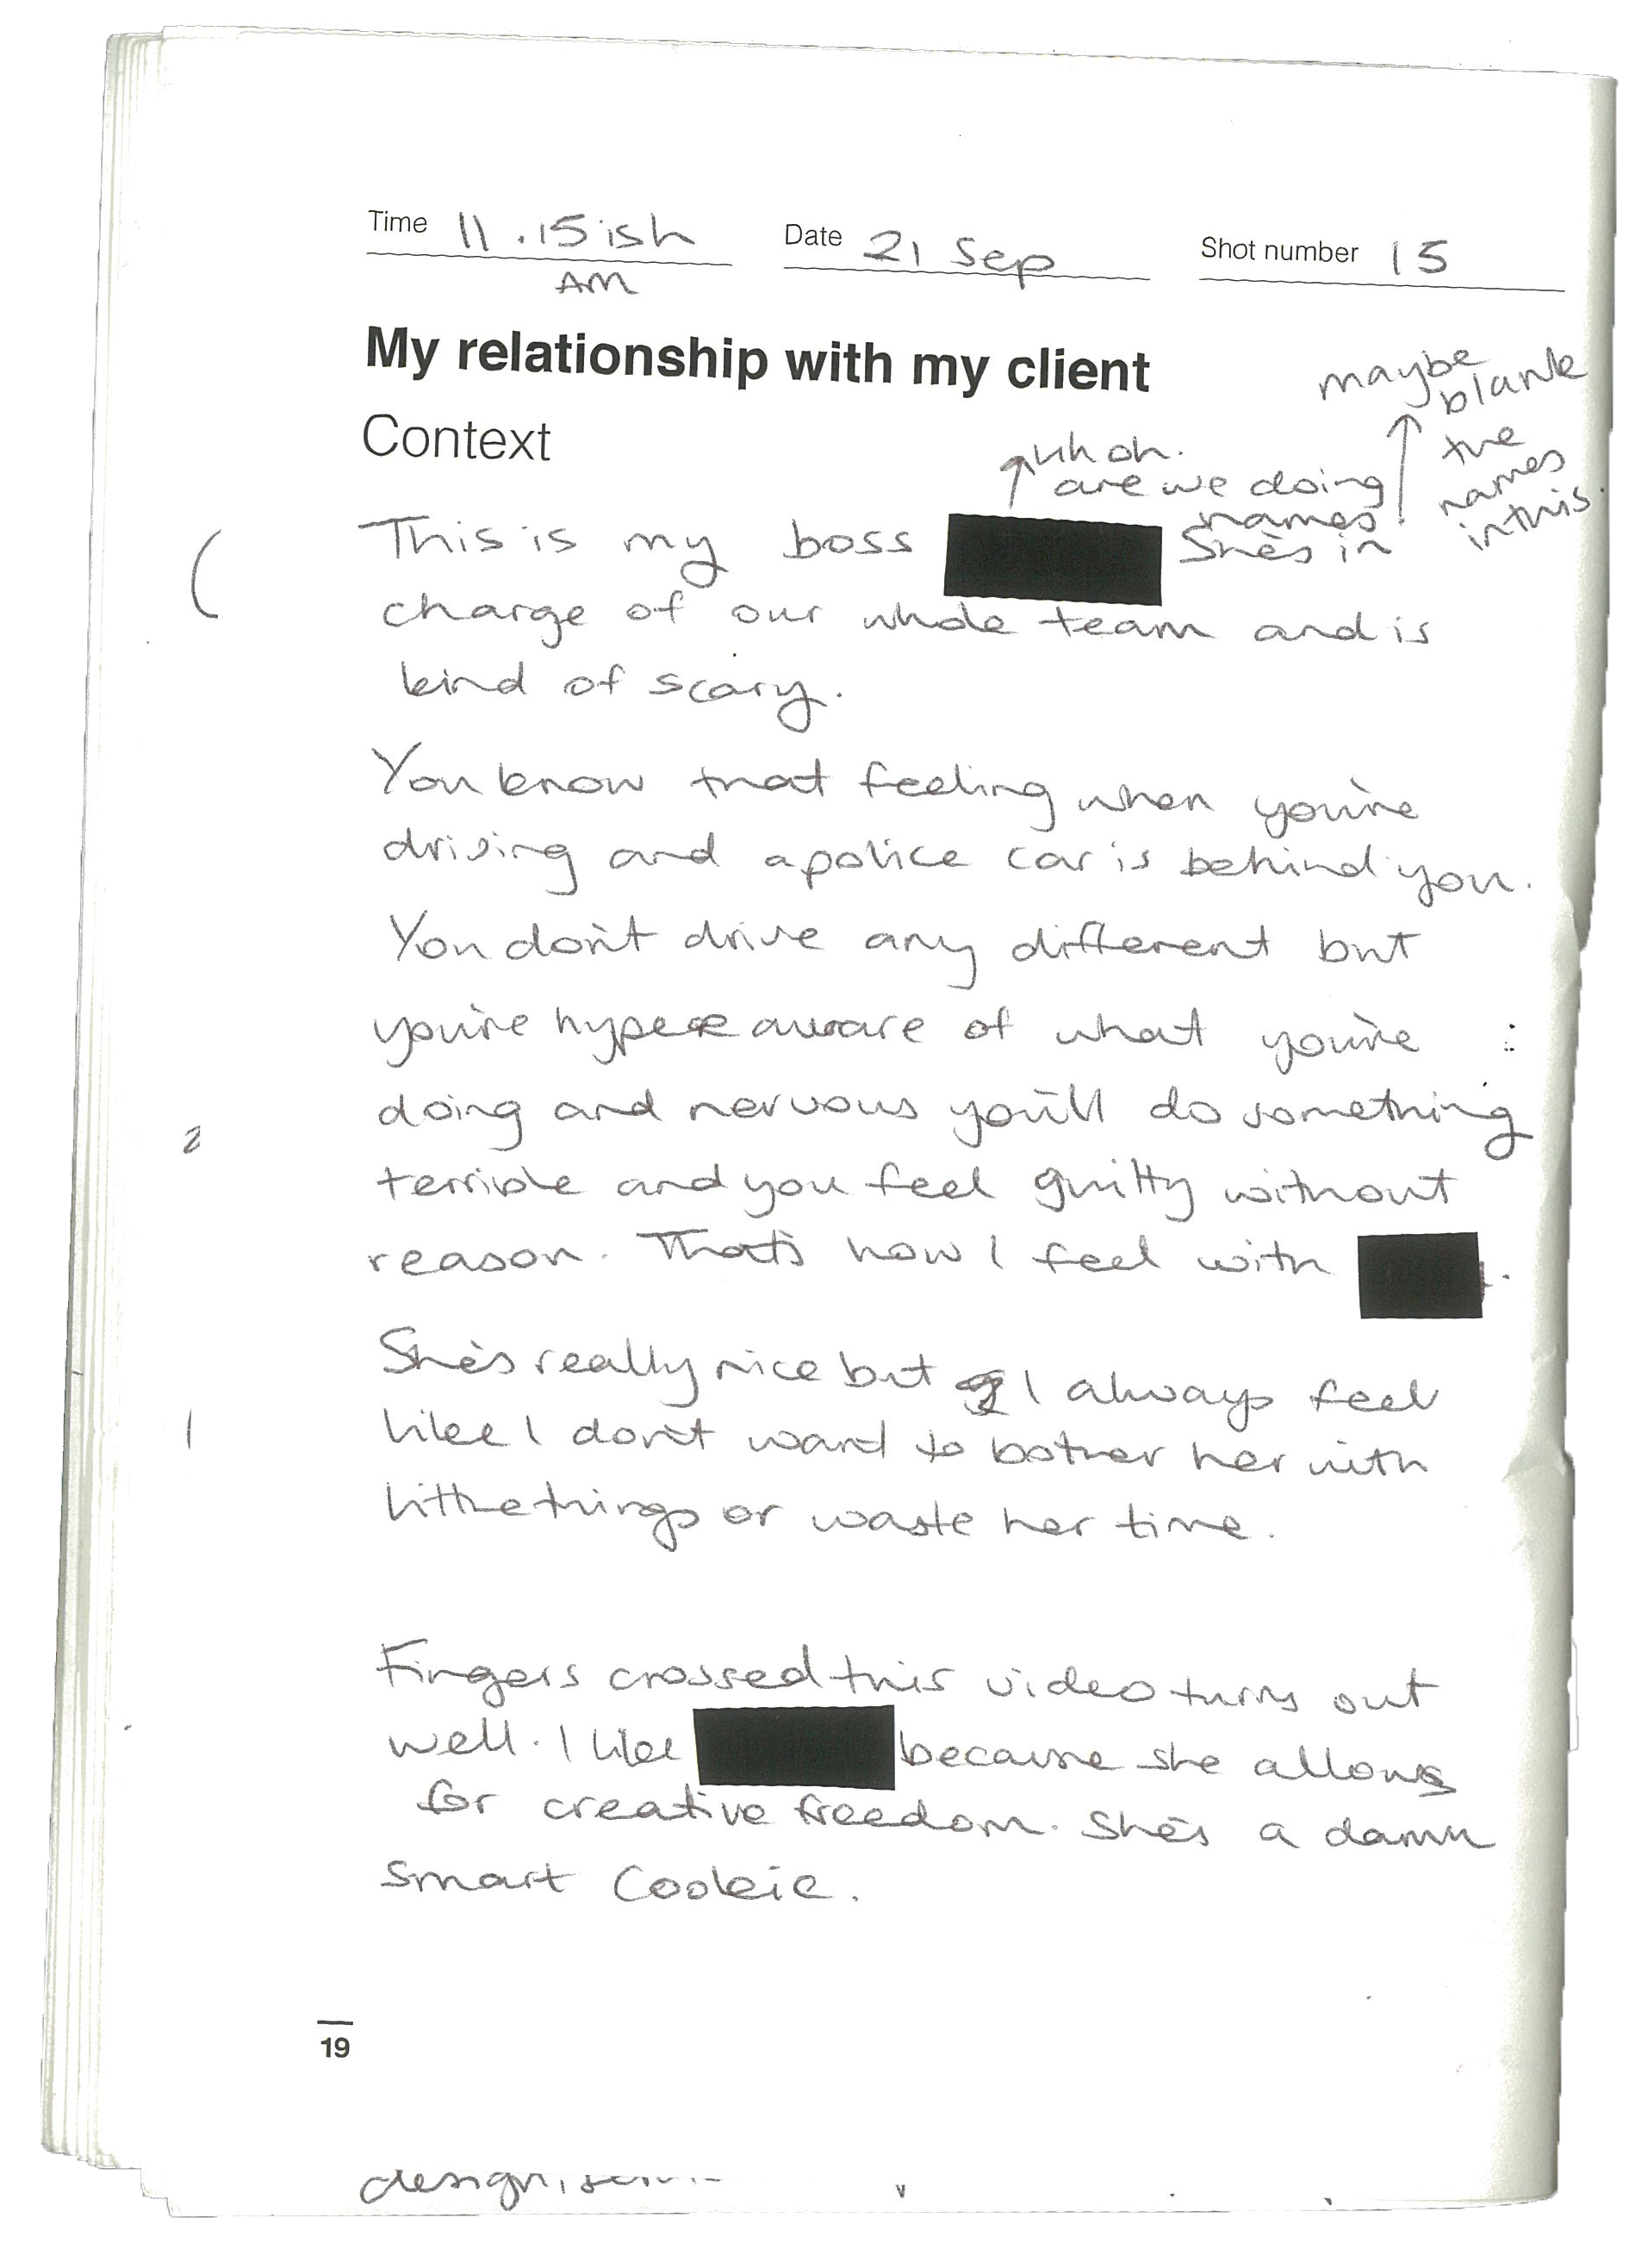 Time 11.15ish AM
Date 21 Sep
Shot number 15
My relationship with my client
Context
uh oh.
are we doing
names
maybe
blank
the
names
in this.
This is my boss She's in
charge of our whole team and is
kind of scary.
You know that feeling when you're
driving and a police car is behind you.
You don't drive any different but
you're hyper aware of what you're
doing and nervous you'll do something
terrible and you feel guilty without
reason. That's how I feel with .
She's really nice but I always feel
like I don't want to bother her with
little things or waste her time.
Fingers crossed this video turns out
well. I like because she allows
for creative freedom. She's a damn
smart cookie.
19